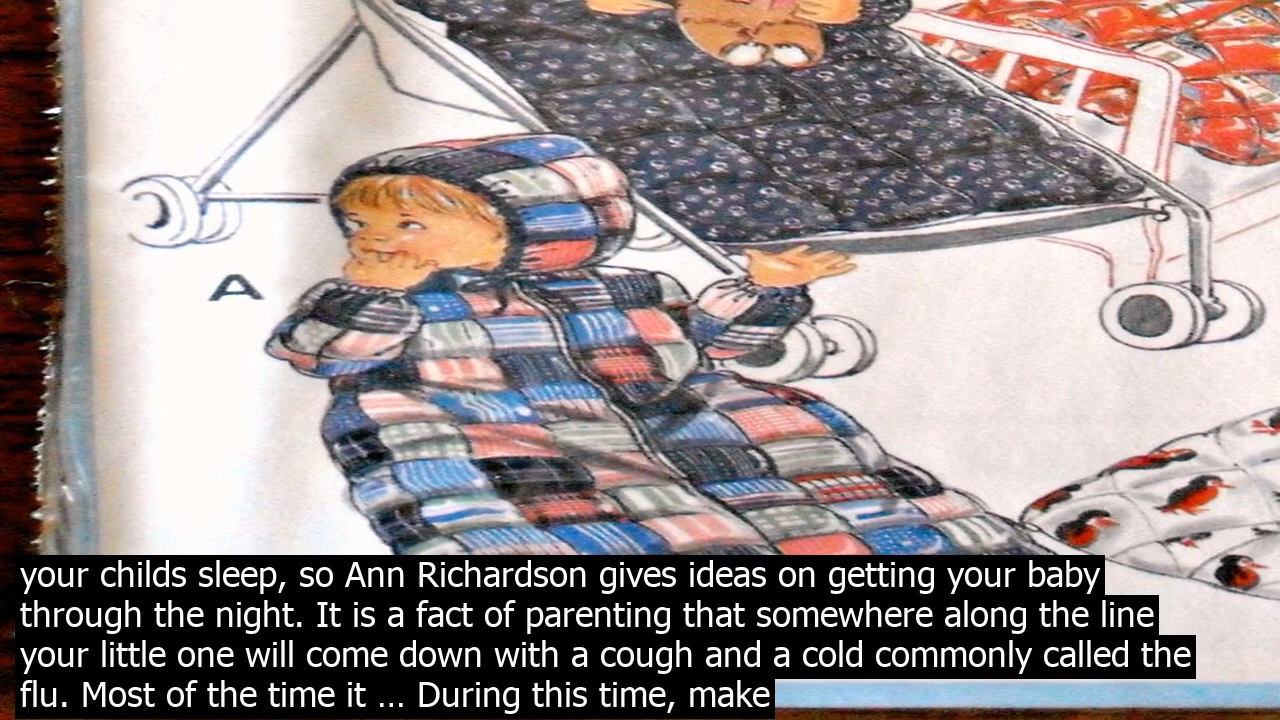 A
your childs sleep, so Ann Richardson gives ideas on getting your baby
through the night. It is a fact of parenting that somewhere along the line
your little one will come down with a cough and a cold commonly called the
flu. Most of the time it ... During this time, make